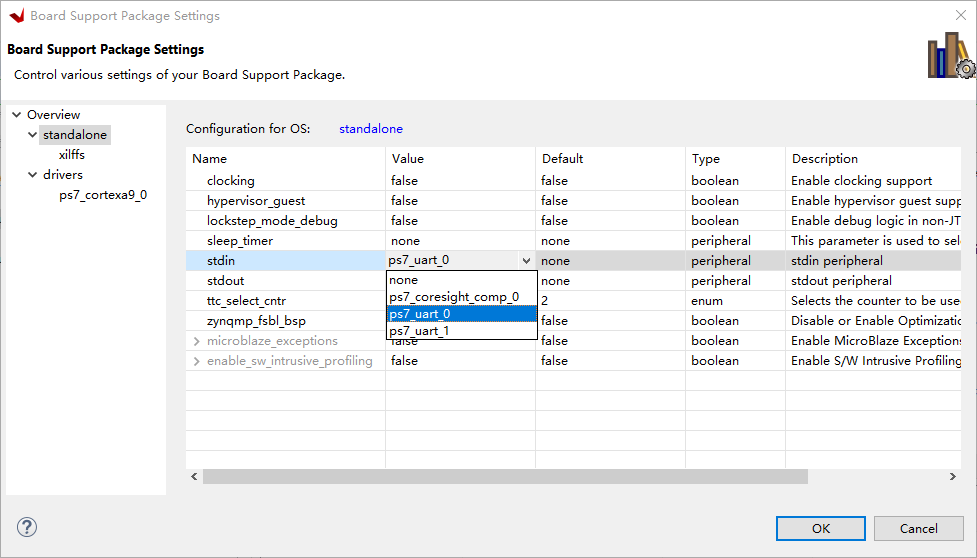 Board Support Package Settings
Board Support Package Settings
Control various settings of your Board Support Package.
Overview
standalone
xilffs
drivers
ps7_cortexa9_0
Configuration for OS: standalone
Name Value Default Type Description
clocking false false boolean Enable clocking support
hypervisor_guest false false boolean Enable hypervisor guest supp
lockstep_mode_debug false false boolean Enable debug logic in non-JT
sleep_timer none none peripheral This parameter is used to sele
stdin ps7_uart_0 none peripheral stdin peripheral
stdout none none peripheral stdout peripheral
ttc_select_cntr ps7_coresight_comp_0 2 enum Selects the counter to be used
zynqmp_fsbl_bsp ps7_uart_0 false boolean Disable or Enable Optimizatio
ps7_uart_1
microblaze_exceptions false false boolean Enable MicroBlaze Exceptions
enable_sw_intrusive_profiling false false boolean Enable S/W Intrusive Profiling
?
OK Cancel